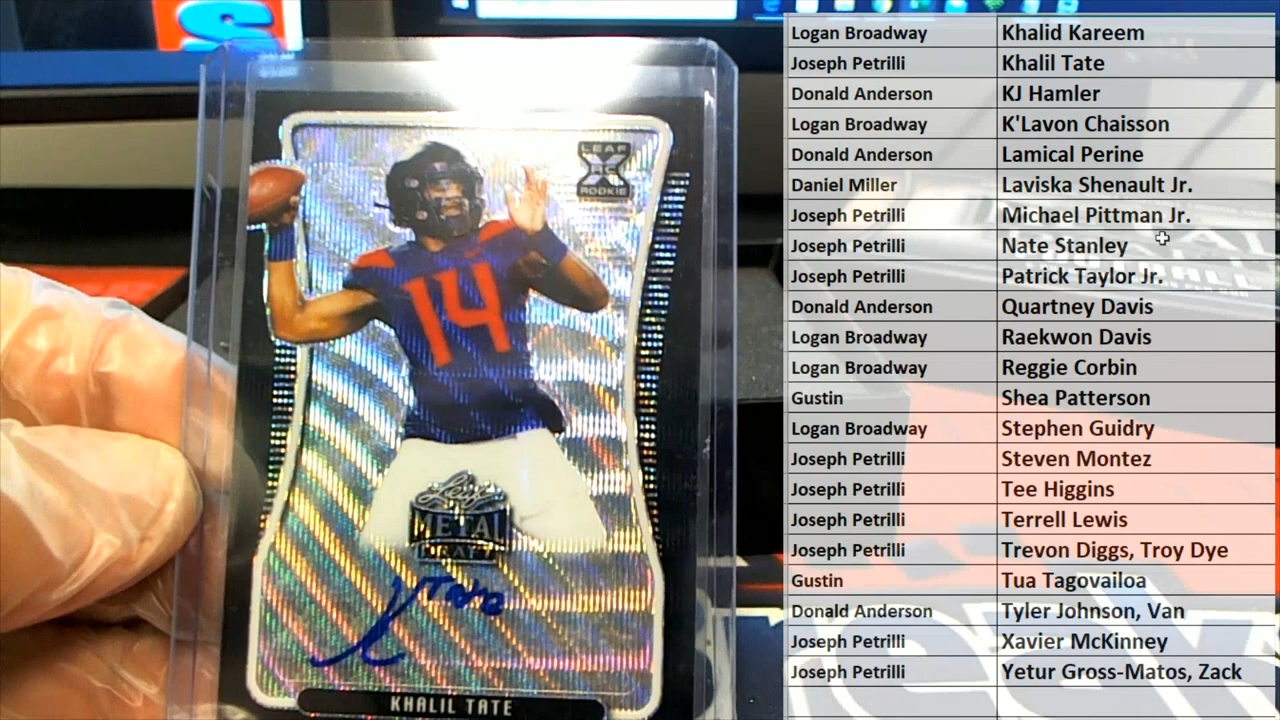 S
LEAF
RC
ROOKIE
14
Leaf
METAL
DRAFT
Tate
KHALIL TATE
Logan Broadway Khalid Kareem
Joseph Petrilli Khalil Tate
Donald Anderson KJ Hamler
Logan Broadway K'Lavon Chaisson
Donald Anderson Lamical Perine
Daniel Miller Laviska Shenault Jr.
Joseph Petrilli Michael Pittman Jr.
Joseph Petrilli Nate Stanley
Joseph Petrilli Patrick Taylor Jr.
Donald Anderson Quartney Davis
Logan Broadway Raekwon Davis
Logan Broadway Reggie Corbin
Gustin Shea Patterson
Logan Broadway Stephen Guidry
Joseph Petrilli Steven Montez
Joseph Petrilli Tee Higgins
Joseph Petrilli Terrell Lewis
Joseph Petrilli Trevon Diggs, Troy Dye
Gustin Tua Tagovailoa
Donald Anderson Tyler Johnson, Van
Joseph Petrilli Xavier McKinney
Joseph Petrilli Yetur Gross-Matos, Zack